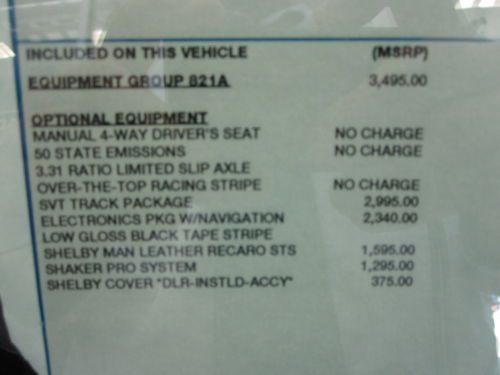 INCLUDED ON THIS VEHICLE (MSRP)
EQUIPMENT GROUP 821A 3,495.00
OPTIONAL EQUIPMENT
MANUAL 4-WAY DRIVER'S SEAT NO CHARGE
50 STATE EMISSIONS NO CHARGE
3.31 RATIO LIMITED SLIP AXLE
OVER-THE-TOP RACING STRIPE NO CHARGE
SVT TRACK PACKAGE 2,995.00
ELECTRONICS PKG W/NAVIGATION 2,340.00
LOW GLOSS BLACK TAPE STRIPE
SHELBY MAN LEATHER RECARO STS 1,595.00
SHAKER PRO SYSTEM 1,295.00
SHELBY COVER *DLR-INSTLD-ACCY* 375.00